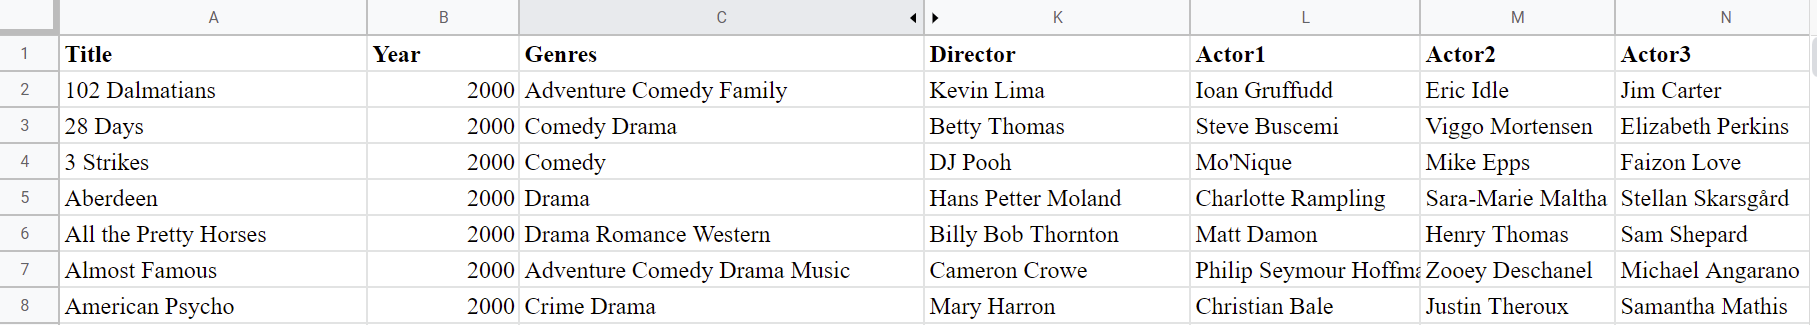 A B C K L M N
1 Title Year Genres Director Actor1 Actor2 Actor3
2 102 Dalmatians 2000 Adventure Comedy Family Kevin Lima Ioan Gruffudd Eric Idle Jim Carter
3 28 Days 2000 Comedy Drama Betty Thomas Steve Buscemi Viggo Mortensen Elizabeth Perkins
4 3 Strikes 2000 Comedy DJ Pooh Mo'Nique Mike Epps Faizon Love
5 Aberdeen 2000 Drama Hans Petter Moland Charlotte Rampling Sara-Marie Maltha Stellan Skarsgård
6 All the Pretty Horses 2000 Drama Romance Western Billy Bob Thornton Matt Damon Henry Thomas Sam Shepard
7 Almost Famous 2000 Adventure Comedy Drama Music Cameron Crowe Philip Seymour Hoffma Zooey Deschanel Michael Angarano
8 American Psycho 2000 Crime Drama Mary Harron Christian Bale Justin Theroux Samantha Mathis